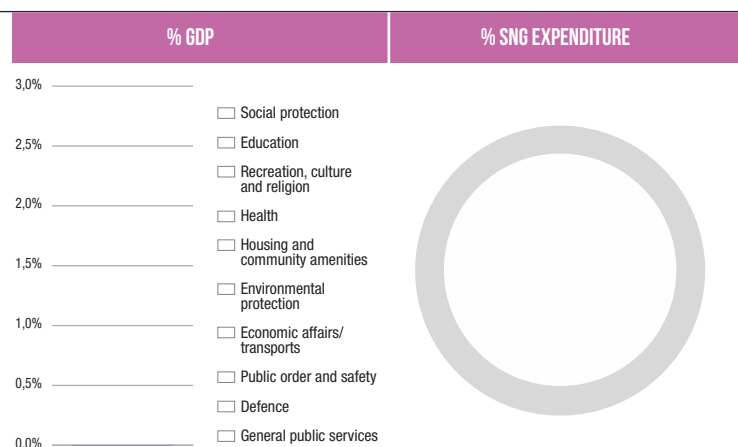 % GDP
% SNG EXPENDITURE
3,0%
2,5%
2,0%
1,5%
1,0%
0,5%
0,0%
Social protection
Education
Recreation, culture
and religion
Health
Housing and
community amenities
Environmental
protection
Economic affairs/
transports
Public order and safety
Defence
General public services